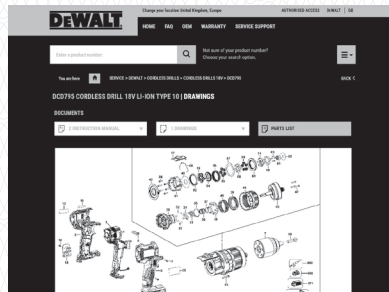 DEWALT
Change your location: United Kingdom, Europe
AUTHORISED ACCESS DEWALT GB
HOME FAQ OEM WARRANTY SERVICE SUPPORT
Enter a product number
Not sure of your product number?
Choose your search option.
You are here
SERVICE > DEWALT > CORDLESS DRILLS > CORDLESS DRILLS 18V > DCD795
BACK
DCD795 CORDLESS DRILL 18V LI-ION TYPE 10 | DRAWINGS
DOCUMENTS
2 INSTRUCTION MANUAL
1 DRAWINGS
PARTS LIST